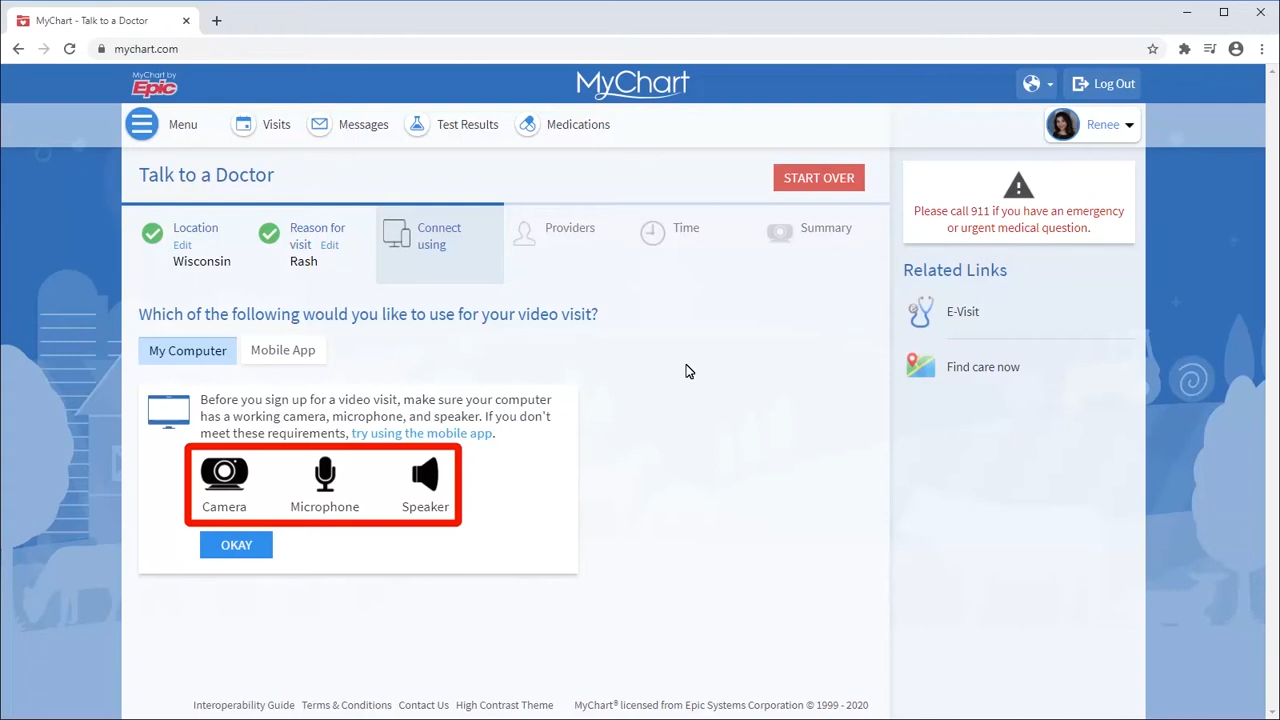 MyChart - Talk to a Doctor
mychart.com
MyChart by
Epic
MyChart
Log Out
Menu
Visits
Messages
Test Results
Medications
Renee
Talk to a Doctor
START OVER
Location
Edit
Wisconsin
Reason for
visit Edit
Rash
Connect
using
Providers
Time
Summary
Which of the following would you like to use for your video visit?
My Computer
Mobile App
Before you sign up for a video visit, make sure your computer
has a working camera, microphone, and speaker. If you don't
meet these requirements, try using the mobile app.
Camera
Microphone
Speaker
OKAY
Please call 911 if you have an emergency
or urgent medical question.
Related Links
E-Visit
Find care now
Interoperability Guide
Terms & Conditions
Contact Us
High Contrast Theme
MyChart® licensed from Epic Systems Corporation © 1999 - 2020